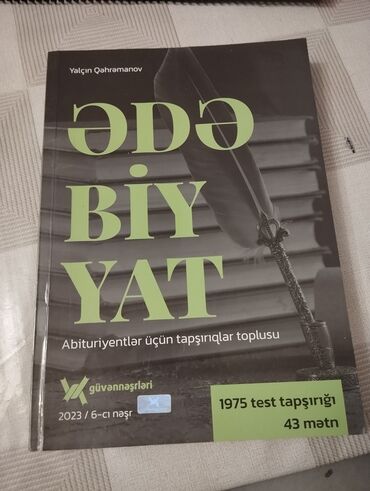 Yalçın Qəhrəmanov
ƏDƏ
BİY
YAT
Abituriyentlər üçün tapşırıqlar toplusu
güvənnəşrləri
2023 / 6-cı nəşr
1975 test tapşırığı
43 mətn